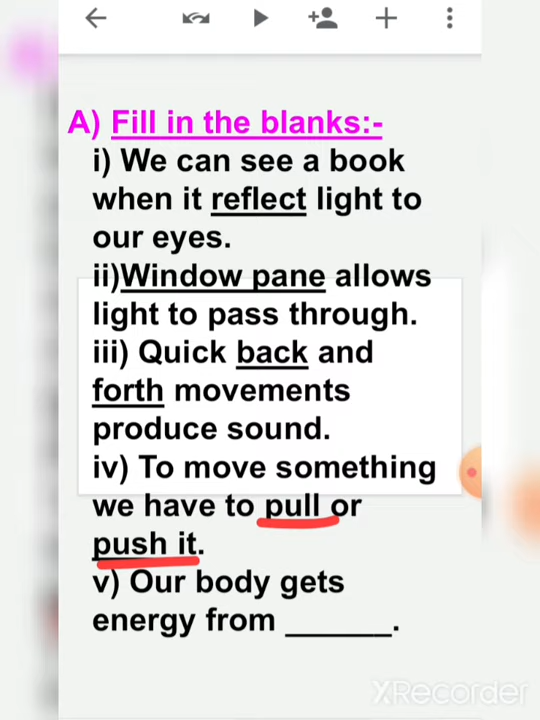 A) Fill in the blanks:-
i) We can see a book
when it reflect light to
our eyes.
ii)Window pane allows
light to pass through.
iii) Quick back and
forth movements
produce sound.
iv) To move something
we have to pull or
push it.
v) Our body gets
energy from ______.
XRecorder